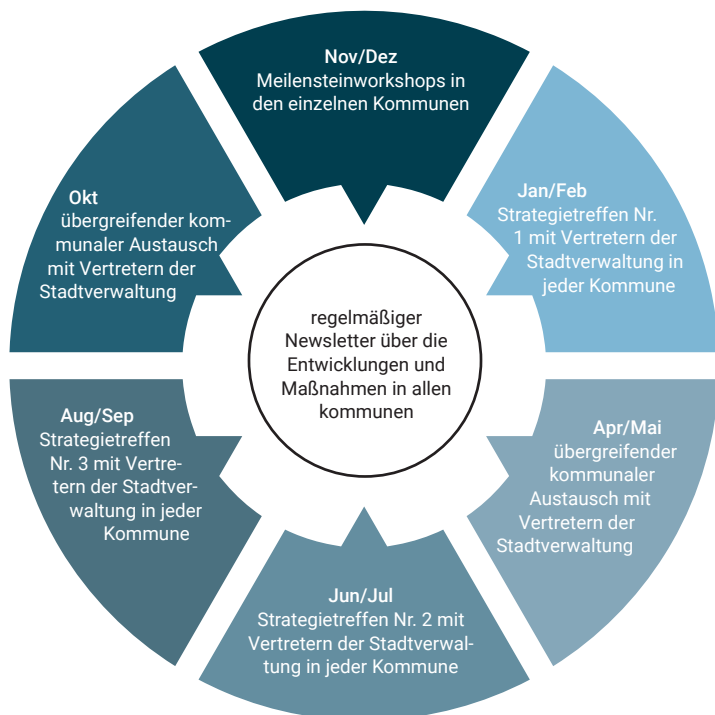 Nov/Dez
Meilensteinworkshops in
den einzelnen Kommunen
Jan/Feb
Strategietreffen Nr.
1 mit Vertretern der
Stadtverwaltung in
jeder Kommune
Apr/Mai
übergreifender
kommunaler
Austausch mit
Vertretern der
Stadtverwaltung
Jun/Jul
Strategietreffen Nr. 2 mit
Vertretern der Stadtverwal-
tung in jeder Kommune
Aug/Sep
Strategietreffen
Nr. 3 mit Vertre-
tern der Stadtver-
waltung in jeder
Kommune
Okt
übergreifender kom-
munaler Austausch
mit Vertretern der
Stadtverwaltung
regelmäßiger
Newsletter über die
Entwicklungen und
Maßnahmen in allen
kommunen